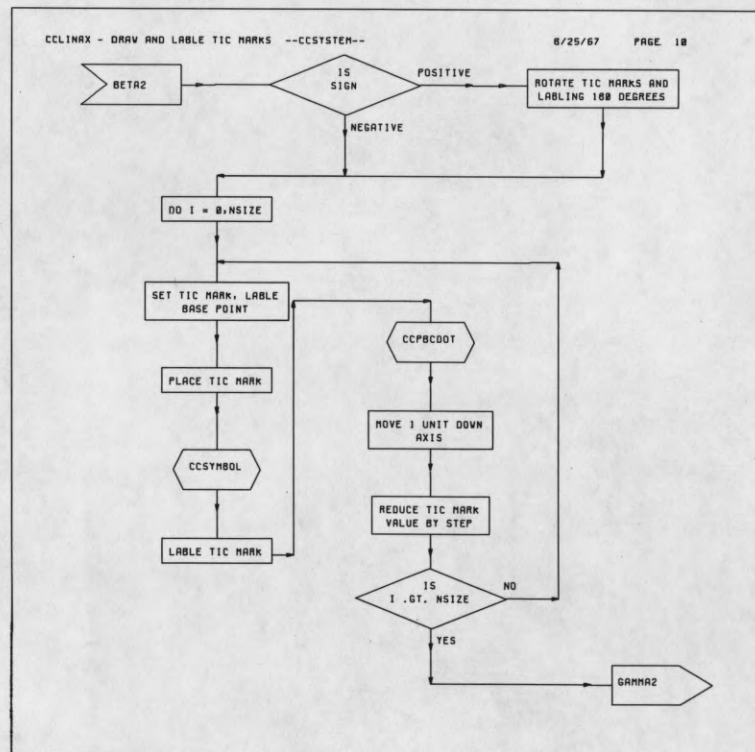 CCLINAX - DRAW AND LABLE TIC MARKS --CCSYSTEM-- 8/25/67 PAGE 10
BETA2
IS
SIGN
POSITIVE
ROTATE TIC MARKS AND
LABLING 180 DEGREES
NEGATIVE
DO I = 0,NSIZE
SET TIC MARK, LABLE
BASE POINT
PLACE TIC MARK
CCSYMBOL
LABLE TIC MARK
CCPBCDOT
MOVE 1 UNIT DOWN
AXIS
REDUCE TIC MARK
VALUE BY STEP
IS
I .GT. NSIZE
NO
YES
GAMMA2